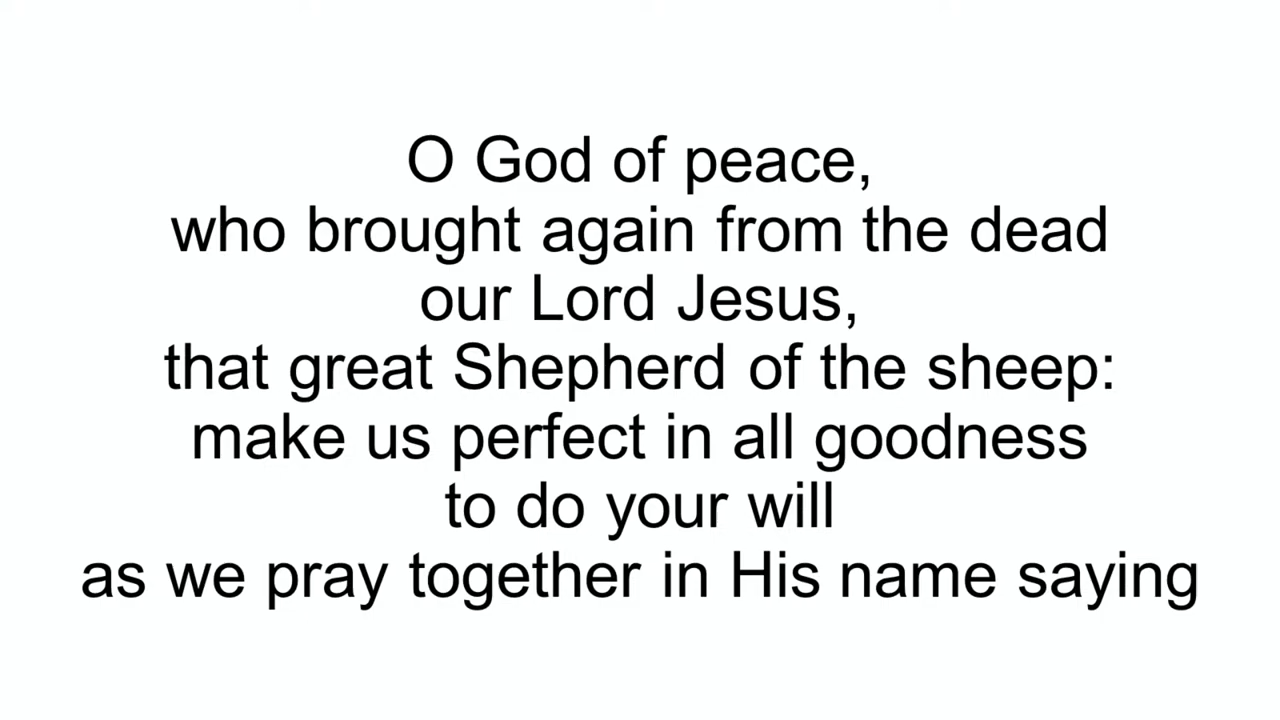 O God of peace,
who brought again from the dead
our Lord Jesus,
that great Shepherd of the sheep:
make us perfect in all goodness
to do your will
as we pray together in His name saying